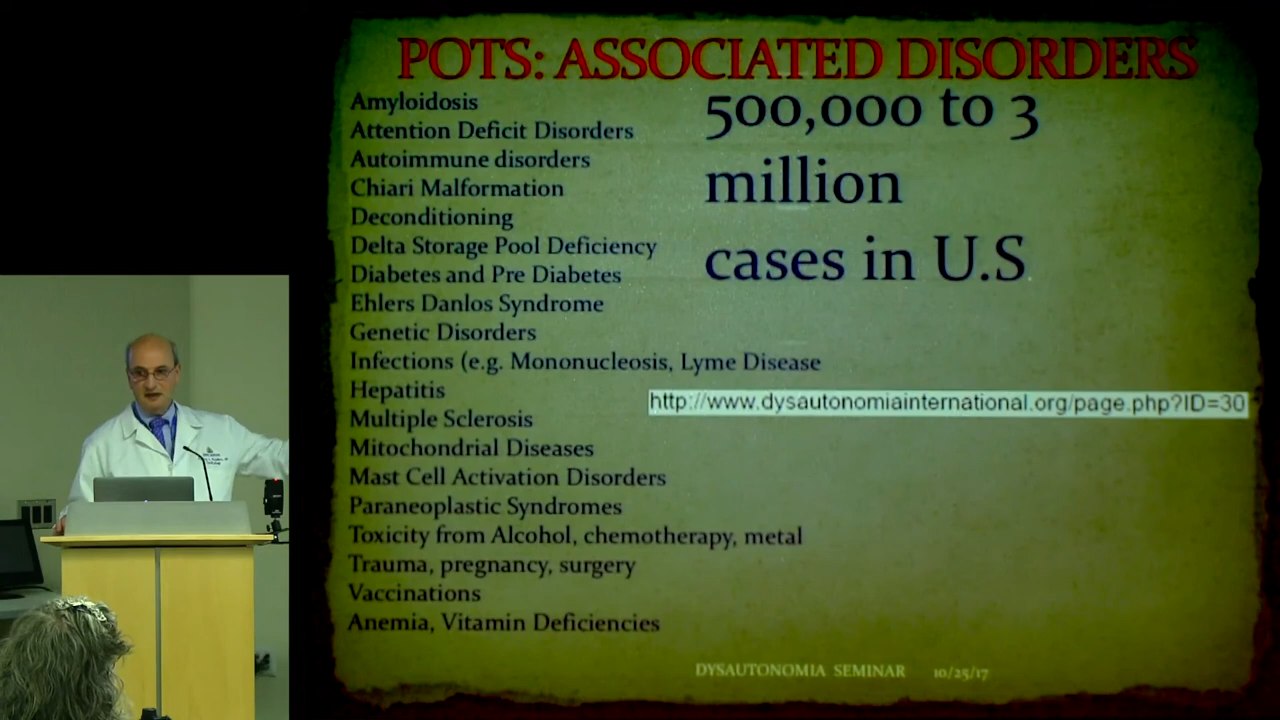 POTS: ASSOCIATED DISORDERS
Amyloidosis
Attention Deficit Disorders
Autoimmune disorders
Chiari Malformation
Deconditioning
Delta Storage Pool Deficiency
Diabetes and Pre Diabetes
Ehlers Danlos Syndrome
Genetic Disorders
Infections (e.g. Mononucleosis, Lyme Disease
Hepatitis
Multiple Sclerosis
Mitochondrial Diseases
Mast Cell Activation Disorders
Paraneoplastic Syndromes
Toxicity from Alcohol, chemotherapy, metal
Trauma, pregnancy, surgery
Vaccinations
Anemia, Vitamin Deficiencies
500,000 to 3
million
cases in U.S
http://www.dysautonomiainternational.org/page.php?ID=30
DYSAUTONOMIA SEMINAR 10/25/17